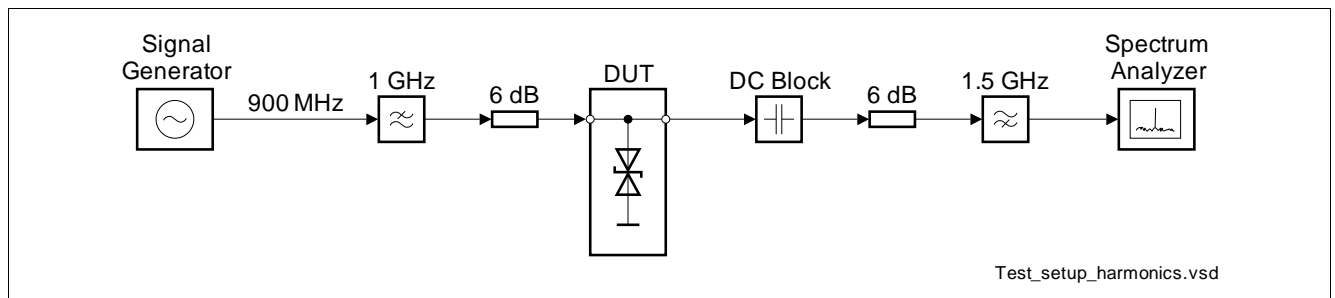 Signal
Generator
900 MHz
1 GHz
6 dB
DUT
DC Block
6 dB
1.5 GHz
Spectrum
Analyzer
Test_setup_harmonics.vsd